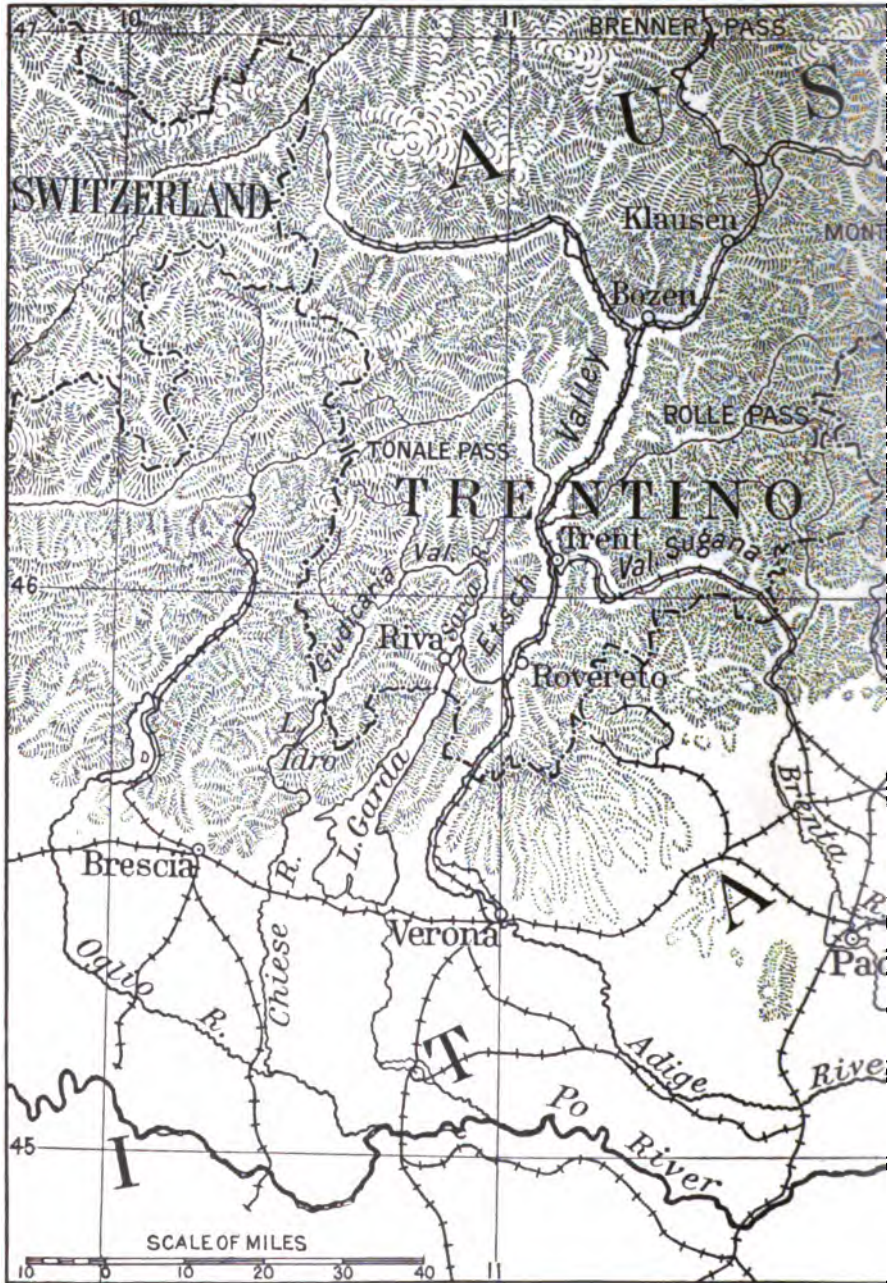 10
11
47
BRENNER PASS
A U S
SWITZERLAND
Klausen
MONT
Bozen
Valley
ROLLE PASS
TONALE PASS
TRENTINO
Trent
Val Sugana
46
Giudicaria Val.
Sarca R.
Etsch
Riva
Rovereto
L. Idro
L. Garda
Brenta
Brescia
R.
A
R.
Verona
Pad
Oglio
R.
Chiese
T
Adige
River
Po
River
45
I
SCALE OF MILES
10 0 10 20 30 40
11